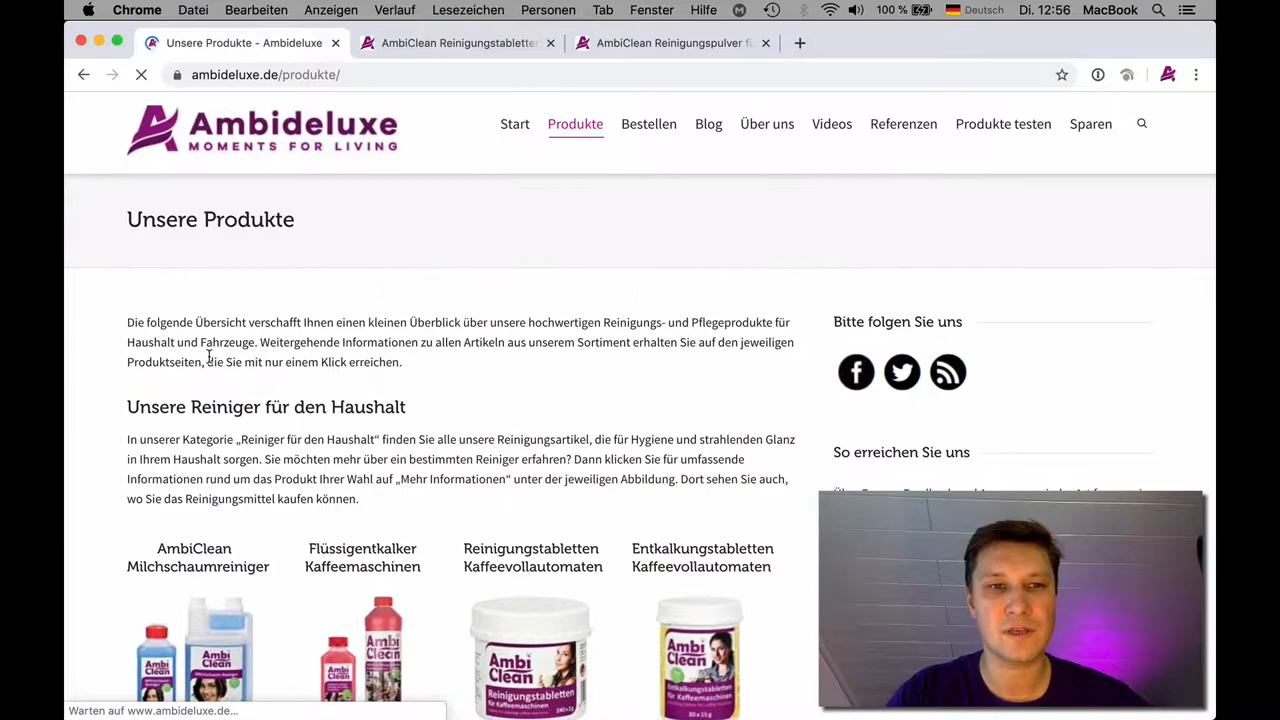 Chrome Datei Bearbeiten Anzeigen Verlauf Lesezeichen Personen Tab Fenster Hilfe 100 % Deutsch Di. 12:56 MacBook
Unsere Produkte - Ambideluxe
AmbiClean Reinigungstabletten
AmbiClean Reinigungspulver fü
ambideluxe.de/produkte/
Ambideluxe
MOMENTS FOR LIVING
Start Produkte Bestellen Blog Über uns Videos Referenzen Produkte testen Sparen
Unsere Produkte
Die folgende Übersicht verschafft Ihnen einen kleinen Überblick über unsere hochwertigen Reinigungs- und Pflegeprodukte für
Haushalt und Fahrzeuge. Weitergehende Informationen zu allen Artikeln aus unserem Sortiment erhalten Sie auf den jeweiligen
Produktseiten, die Sie mit nur einem Klick erreichen.
Unsere Reiniger für den Haushalt
In unserer Kategorie „Reiniger für den Haushalt“ finden Sie alle unsere Reinigungsartikel, die für Hygiene und strahlenden Glanz
in Ihrem Haushalt sorgen. Sie möchten mehr über ein bestimmten Reiniger erfahren? Dann klicken Sie für umfassende
Informationen rund um das Produkt Ihrer Wahl auf „Mehr Informationen“ unter der jeweiligen Abbildung. Dort sehen Sie auch,
wo Sie das Reinigungsmittel kaufen können.
Bitte folgen Sie uns
So erreichen Sie uns
AmbiClean
Milchschaumreiniger
Flüssigentkalker
Kaffeemaschinen
Reinigungstabletten
Kaffeevollautomaten
Entkalkungstabletten
Kaffeevollautomaten
Ambi
Clean
Ambi
Clean
Ambi
Clean
Reinigungstabletten
für Kaffeemaschinen
Ambi
Clean
Entkalkungstabletten
für Kaffeemaschinen
30 x 15 g
Warten auf www.ambideluxe.de...